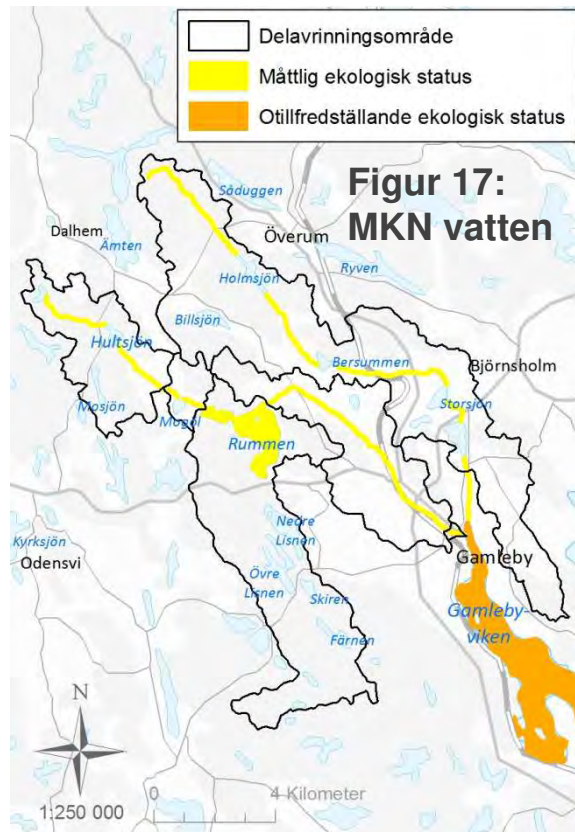 Delavrinningsområde
Måttlig ekologisk status
Otillfredställande ekologisk status
Figur 17:
MKN vatten
Såduggen
Dalhem
Överum
Ämten
Ryven
Holmsjön
Billsjön
Hultsjön
Bersummen
Björnsholm
Mosjön
Mogöl
Storsjön
Rummen
Kyrksjön
Odensvi
Nedre
Lisnen
Gamleby
Övre
Lisnen
Skiren
Gamleby-
viken
Färnen
N
0
4 Kilometer
1:250 000